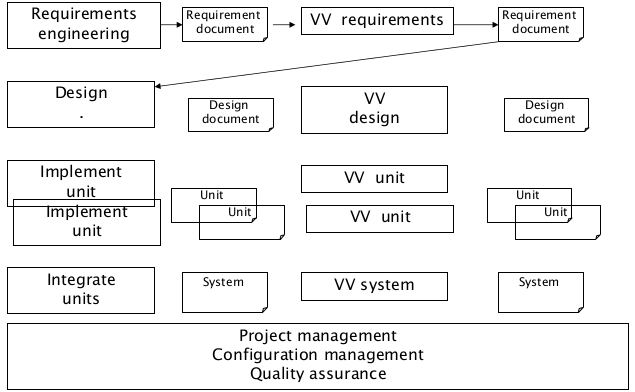 Requirements
engineering
Requirement
document
VV requirements
Requirement
document
Design
.
Design
document
VV
design
Design
document
Implement
unit
Implement
unit
Unit
Unit
VV unit
VV unit
Unit
Unit
Integrate
units
System
VV system
System
Project management
Configuration management
Quality assurance